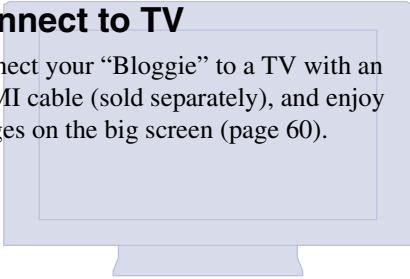 nnect to TV
nect your “Bloggie” to a TV with an
MI cable (sold separately), and enjoy
ges on the big screen (page 60).